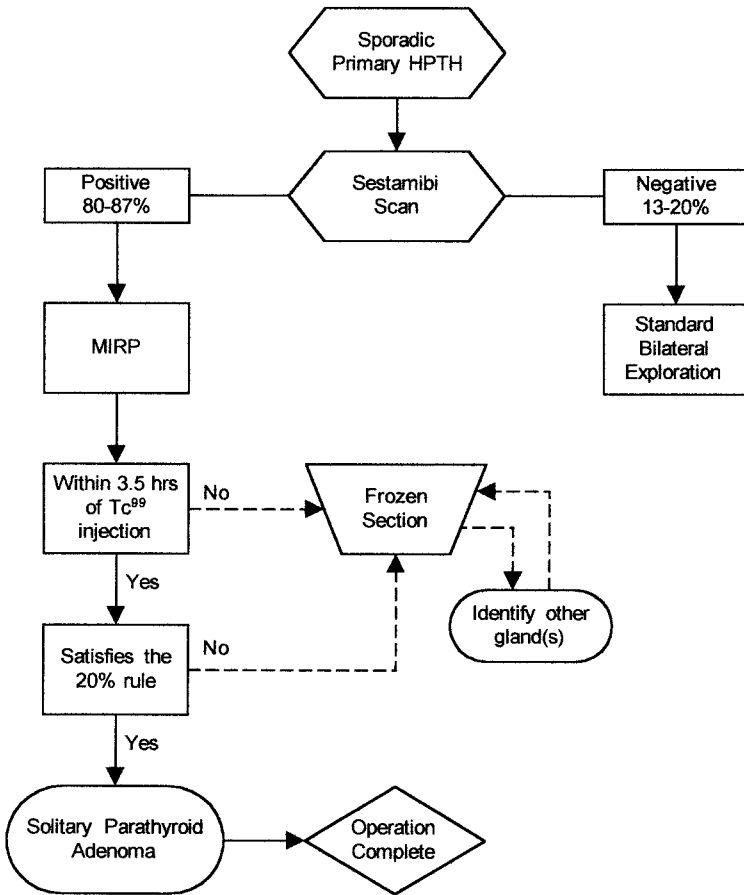 Sporadic
Primary HPTH
Positive
80-87%
Sestamibi
Scan
Negative
13-20%
MIRP
Standard
Bilateral
Exploration
Within 3.5 hrs
of Tc⁹⁹
injection
No
Frozen
Section
Yes
Identify other
gland(s)
Satisfies the
20% rule
No
Yes
Solitary Parathyroid
Adenoma
Operation
Complete